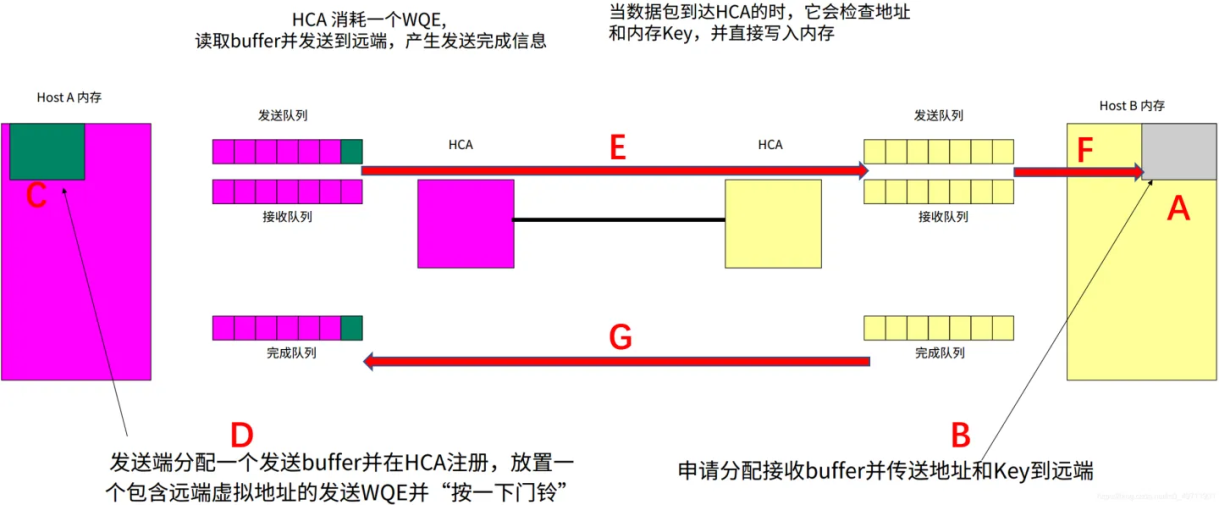 HCA 消耗一个WQE,
读取buffer并发送到远端，产生发送完成信息
当数据包到达HCA的时，它会检查地址
和内存Key，并直接写入内存
Host A 内存
Host B 内存
发送队列
发送队列
HCA
HCA
E
F
C
A
接收队列
接收队列
G
完成队列
完成队列
D
B
发送端分配一个发送buffer并在HCA注册，放置一
个包含远端虚拟地址的发送WQE并“按一下门铃”
申请分配接收buffer并传送地址和Key到远端